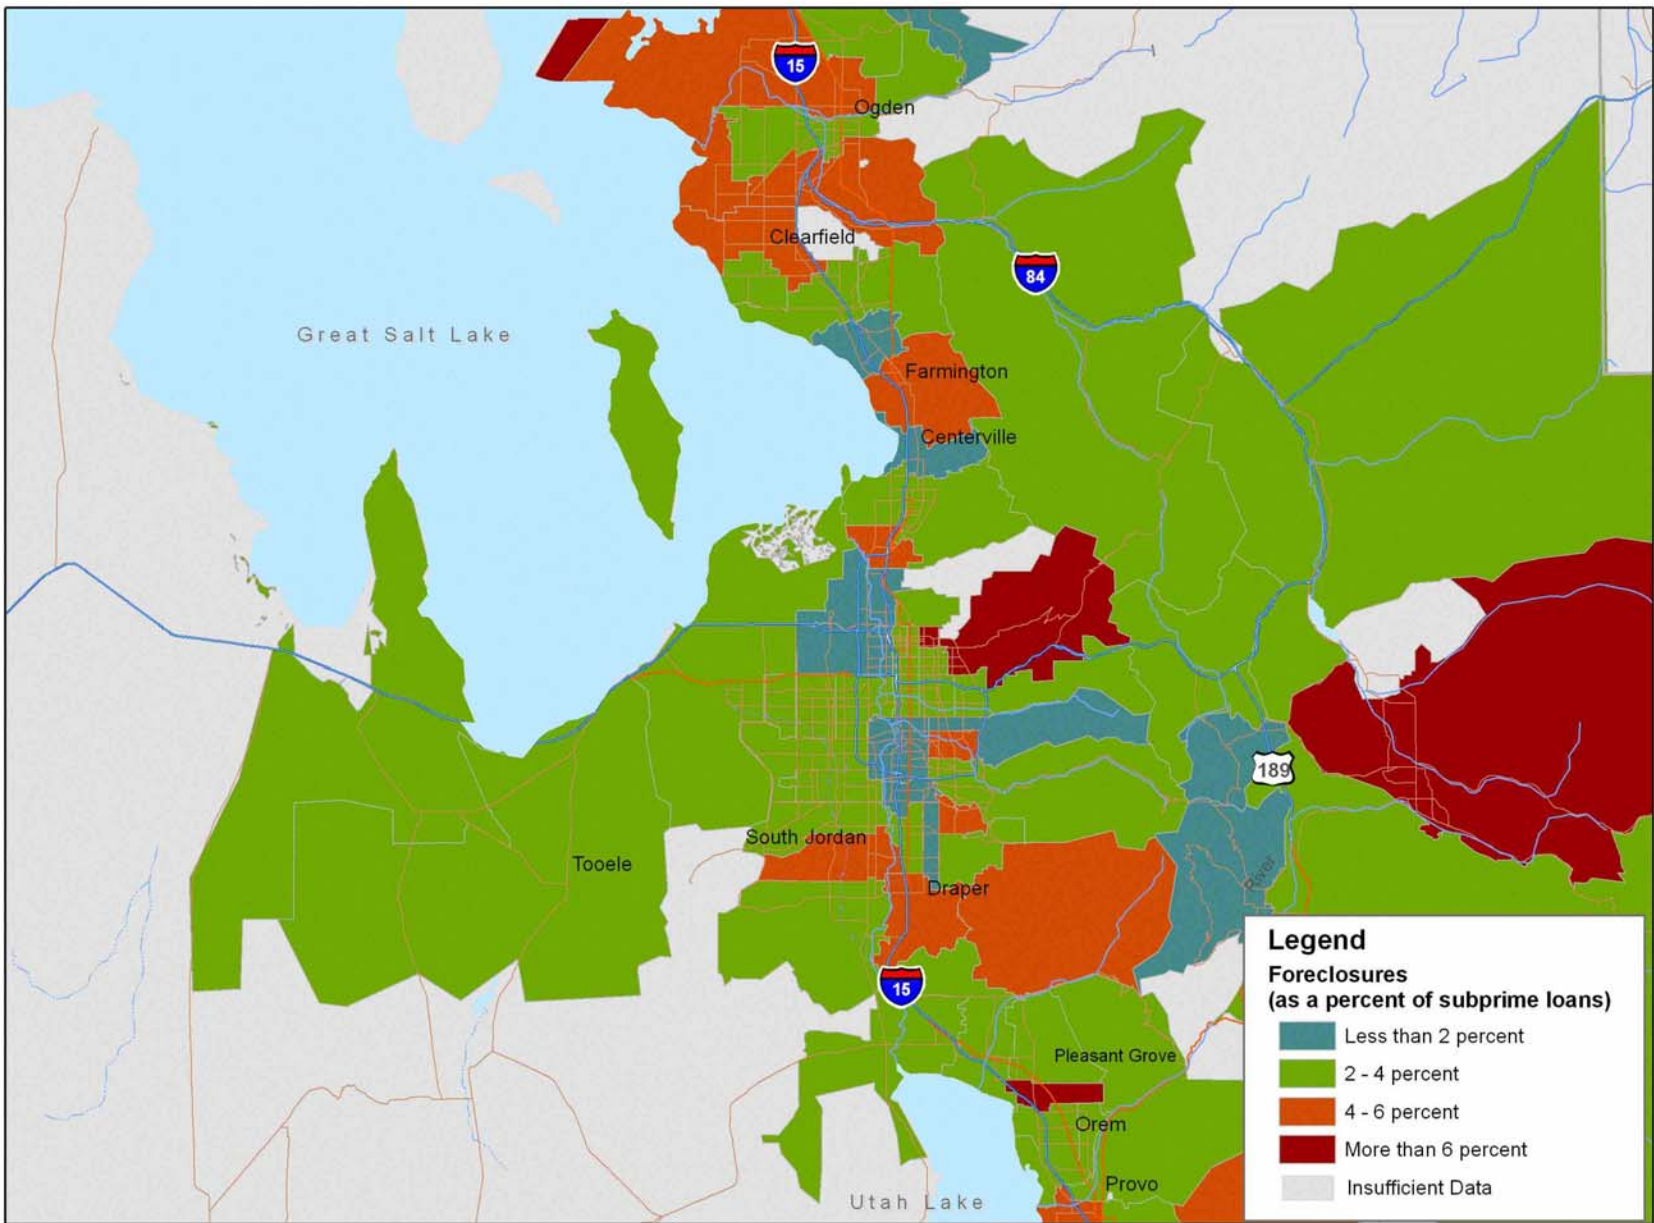 15
Ogden
Clearfield
84
Great Salt Lake
Farmington
Centerville
189
South Jordan
Tooele
River
Draper
15
Pleasant Grove
Orem
Provo
Utah Lake
Legend
Foreclosures
(as a percent of subprime loans)
Less than 2 percent
2 - 4 percent
4 - 6 percent
More than 6 percent
Insufficient Data